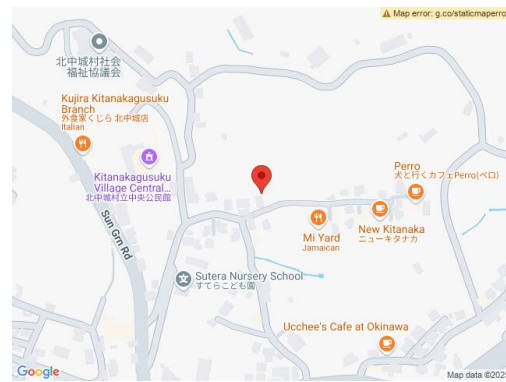 Map error: g.co/staticmaperro
北中城村社会
福祉協議会
Kujira Kitanakagusuku
Branch
外食家くじら 北中城店
Italian
Kitanakagusuku
Village Central...
北中城村立中央公民館
Sun Grn Rd
Perro
犬と行くカフェPerro(ペロ)
New Kitanaka
ニューキタナカ
Mi Yard
Jamaican
Sutera Nursery School
すてらこども園
Ucchee's Cafe at Okinawa
Google
Map data ©202